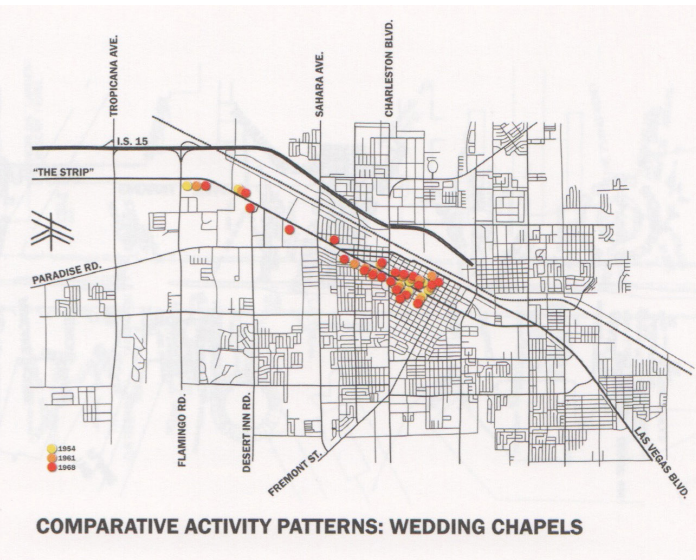 TROPICANA AVE.
SAHARA AVE.
CHARLESTON BLVD.
I.S. 15
"THE STRIP"
PARADISE RD.
FLAMINGO RD.
DESERT INN RD.
FREMONT ST.
LAS VEGAS BLVD.
1954
1961
1968
COMPARATIVE ACTIVITY PATTERNS: WEDDING CHAPELS